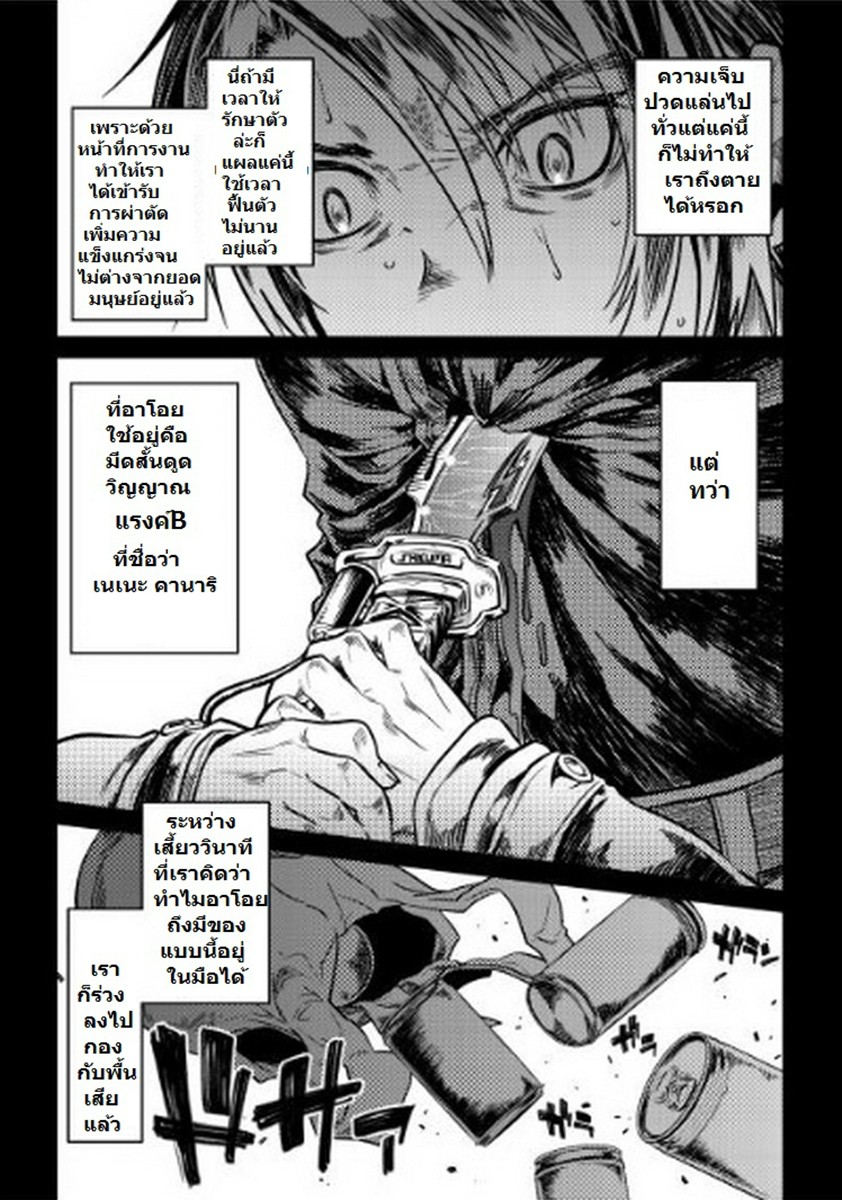 ความเจ็บ
ปวดแล่นไป
ทั่วแต่แค่นี้
ก็ไม่ทำให้
เราถึงตาย
ได้หรอก
นี่ถ้ามี
เวลาให้
รักษาตัว
ล่ะก็
แผลแค่นี้
ใช้เวลา
ฟื้นตัว
ไม่นาน
อยู่แล้ว
เพราะด้วย
หน้าที่การงาน
ทำให้เรา
ได้เข้ารับ
การผ่าตัด
เพิ่มความ
แข็งแกร่งจน
ไม่ต่างจากยอด
มนุษย์อยู่แล้ว
แต่
ทว่า
ที่อาโอย
ใช้อยู่คือ
มีดสั้นดูด
วิญญาณ
แรงค์B
ที่ชื่อว่า
เนเนะ คานาริ
ระหว่าง
เสี้ยววินาที
ที่เราคิดว่า
ทำไมอาโอย
ถึงมีของ
แบบนี้อยู่
ในมือได้
เรา
ก็ร่วง
ลงไป
กอง
กับพื้น
เสีย
แล้ว